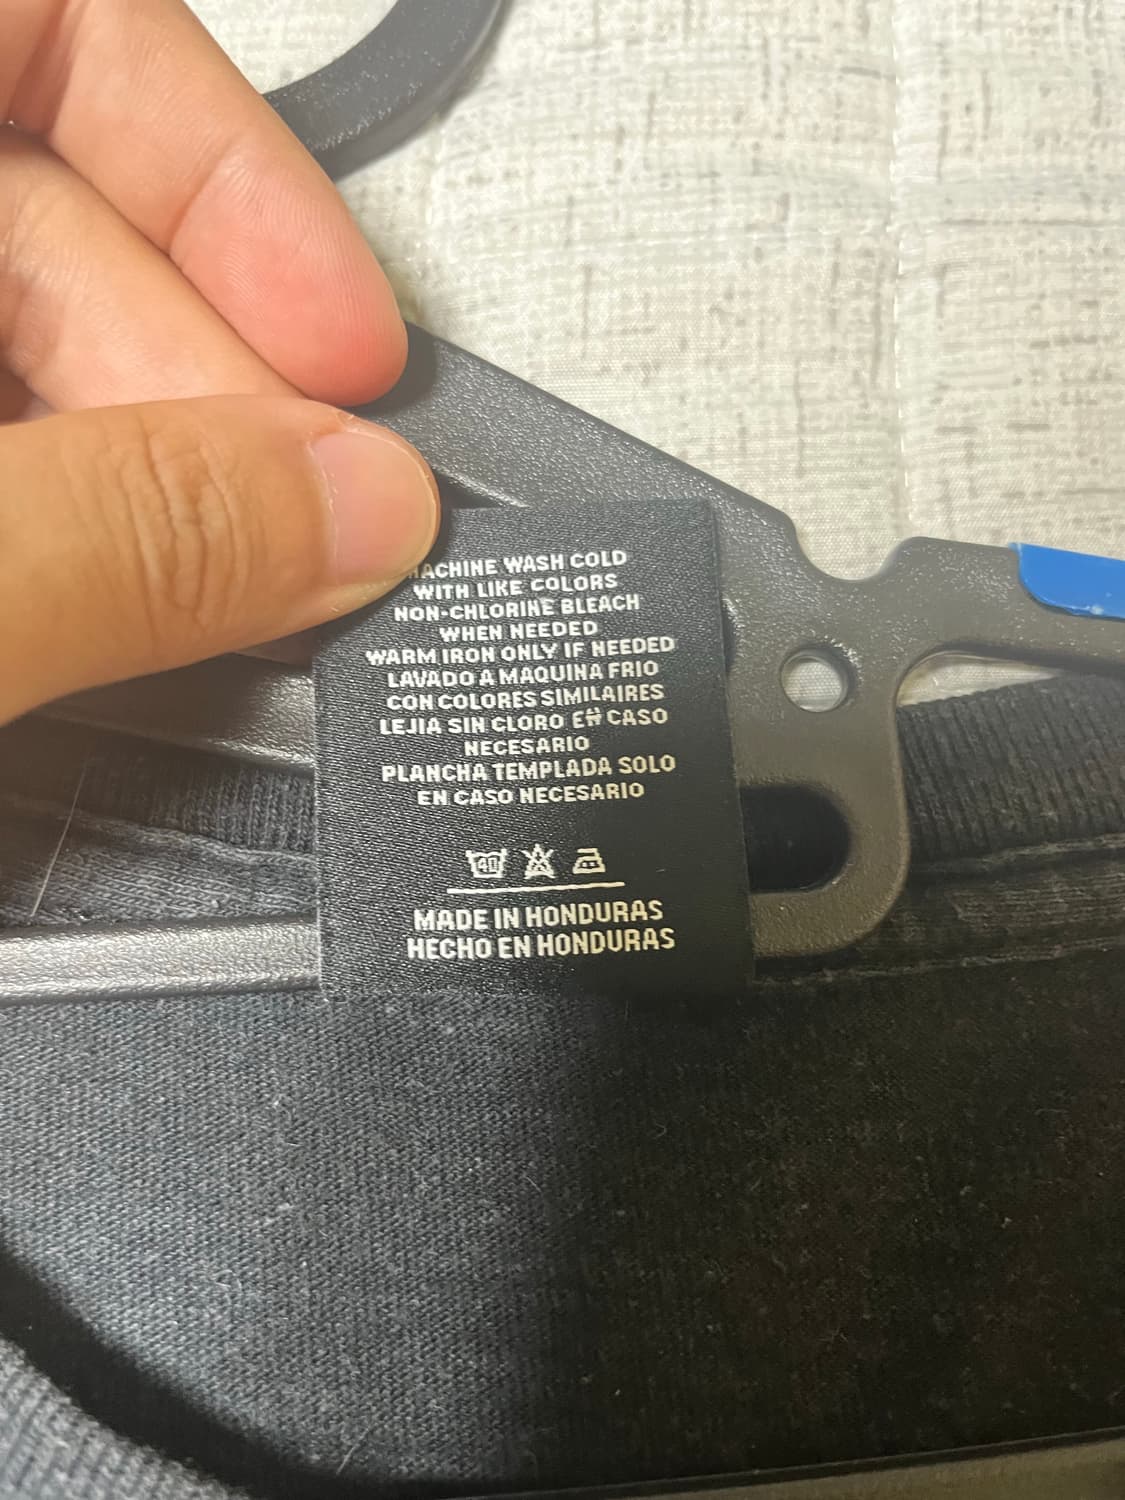 MACHINE WASH COLD
WITH LIKE COLORS
NON-CHLORINE BLEACH
WHEN NEEDED
WARM IRON ONLY IF NEEDED
LAVADO A MAQUINA FRIO
CON COLORES SIMILAIRES
LEJIA SIN CLORO EN CASO
NECESARIO
PLANCHA TEMPLADA SOLO
EN CASO NECESARIO
40
MADE IN HONDURAS
HECHO EN HONDURAS